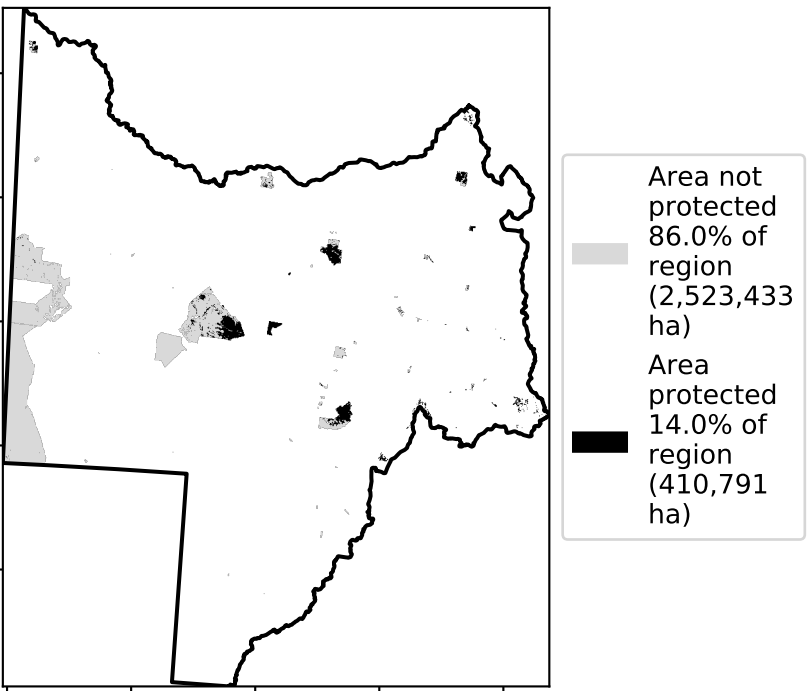 Area not
protected
86.0% of
region
(2,523,433
ha)
Area
protected
14.0% of
region
(410,791
ha)